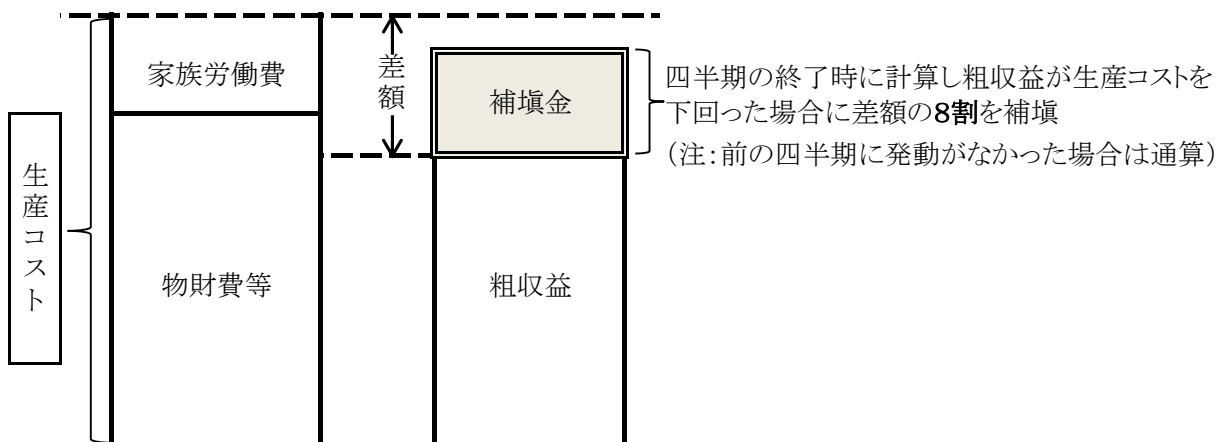 家族労働費
差額
補塡金
四半期の終了時に計算し粗収益が生産コストを
下回った場合に差額の8割を補塡
(注:前の四半期に発動がなかった場合は通算)
生産コスト
物財費等
粗収益